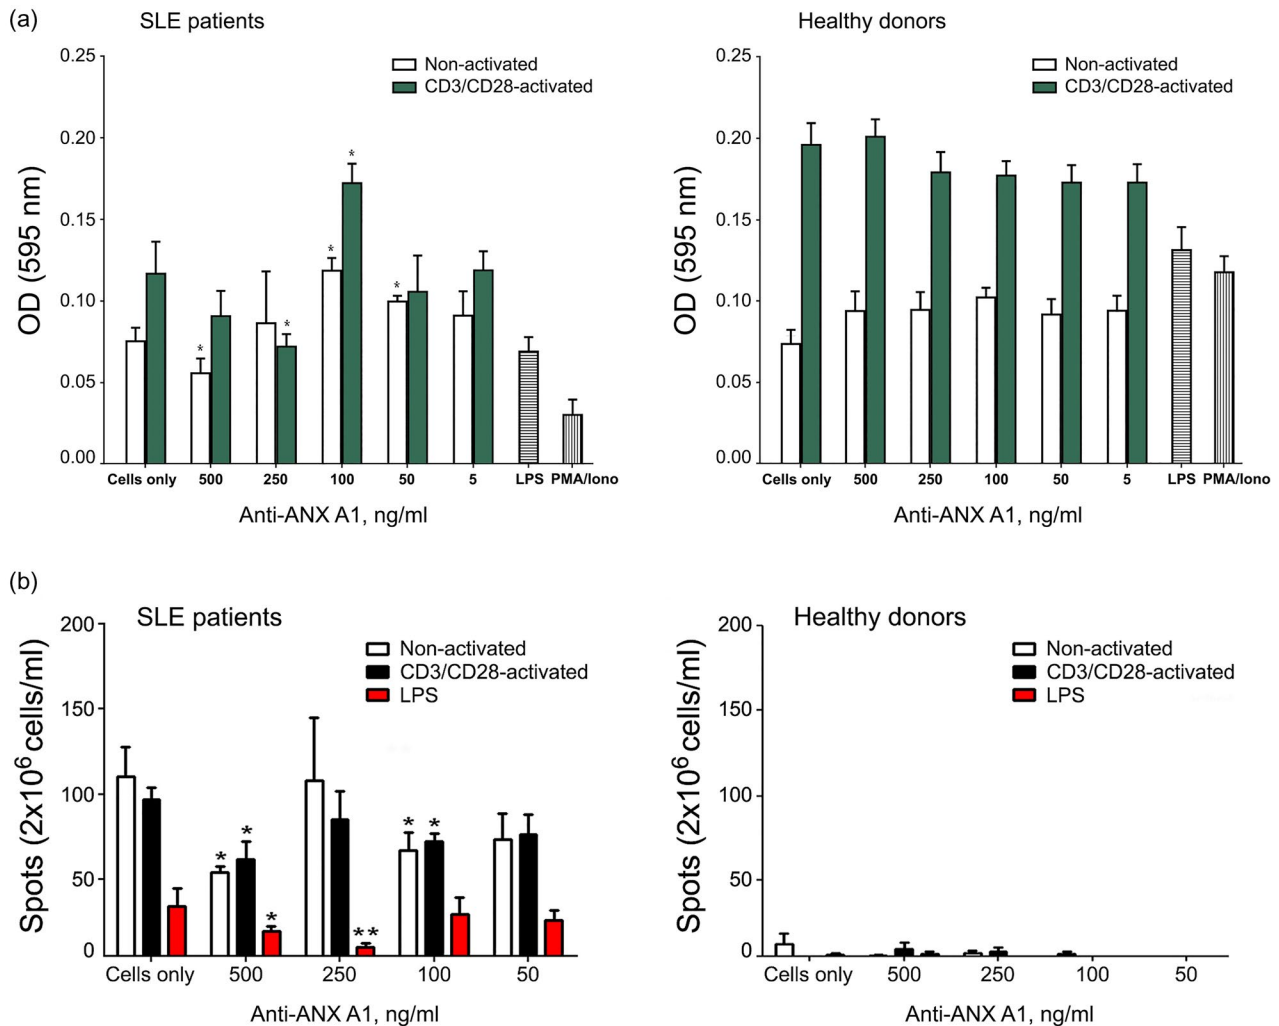 (a)
SLE patients
Healthy donors
0.25
0.20
0.15
0.10
0.05
0.00
OD (595 nm)
Non-activated
CD3/CD28-activated
* * * * * *
Cells only 500 250 100 50 5 LPS PMA/Iono
Anti-ANX A1, ng/ml
0.25
0.20
0.15
0.10
0.05
0.00
OD (595 nm)
Non-activated
CD3/CD28-activated
Cells only 500 250 100 50 5 LPS PMA/Iono
Anti-ANX A1, ng/ml
(b)
SLE patients
200
150
100
50
0
Spots (2x10⁶ cells/ml)
Non-activated
CD3/CD28-activated
LPS
* * * ** * *
Cells only 500 250 100 50
Anti-ANX A1, ng/ml
Healthy donors
200
150
100
50
0
Spots (2x10⁶ cells/ml)
Non-activated
CD3/CD28-activated
LPS
Cells only 500 250 100 50
Anti-ANX A1, ng/ml